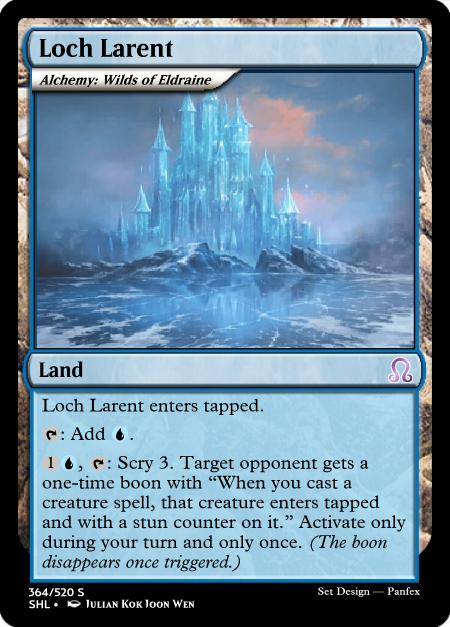 Loch Larent
Alchemy: Wilds of Eldraine
Land
Loch Larent enters tapped.
: Add .
1 , : Scry 3. Target opponent gets a
one-time boon with “When you cast a
creature spell, that creature enters tapped
and with a stun counter on it.” Activate only
during your turn and only once. (The boon
disappears once triggered.)
364/520 S
SHL • Julian Kok Joon Wen
Set Design — Panfex